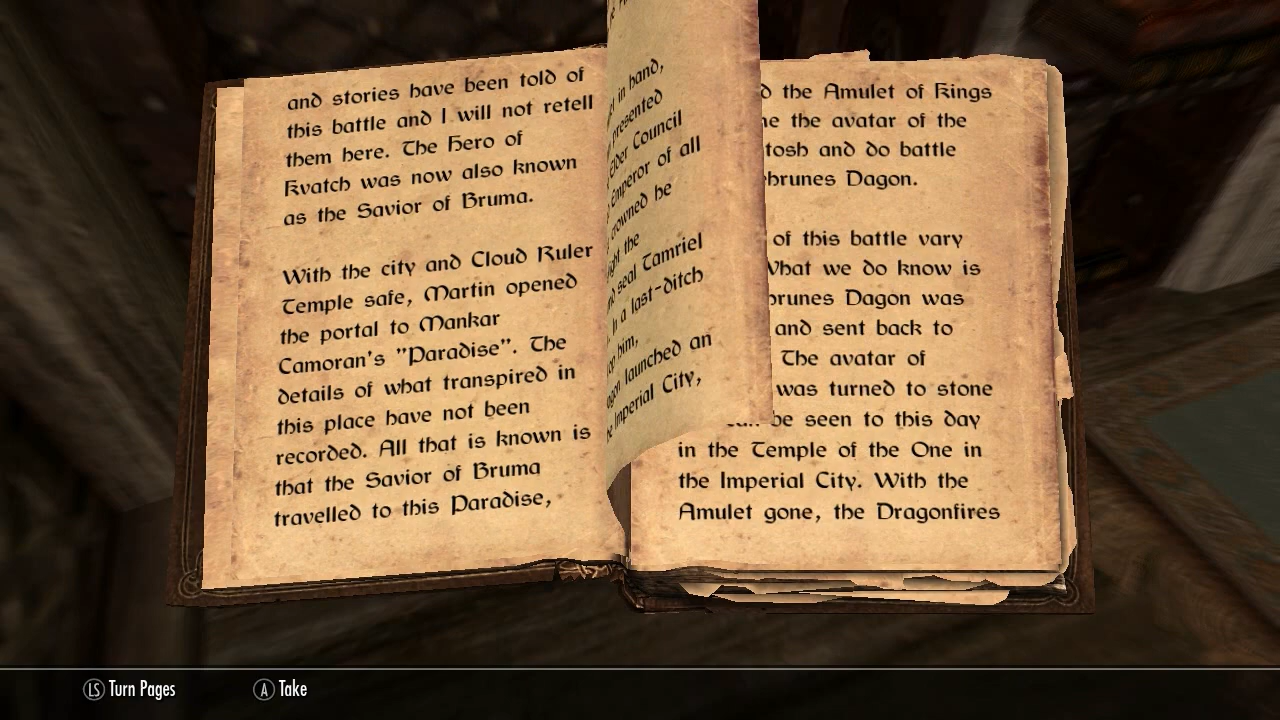 and stories have been told of
this battle and I will not retell
them here. The Hero of
Kvatch was now also known
as the Savior of Bruma.
With the city and Cloud Ruler
Temple safe, Martin opened
the portal to Mankar
Camoran's "Paradise". The
details of what transpired in
this place have not been
recorded. All that is known is
that the Savior of Bruma
travelled to this Paradise,
in hand,
presented
Elder Council
Emperor of all
crowned he
the
seal Tamriel
In a last-ditch
him,
launched an
Imperial City,
the Amulet of Kings
the avatar of the
and do battle
Dagon.
of this battle vary
What we do know is
Dagon was
and sent back to
The avatar of
was turned to stone
be seen to this day
in the Temple of the One in
the Imperial City. With the
Amulet gone, the Dragonfires
LS Turn Pages
A Take